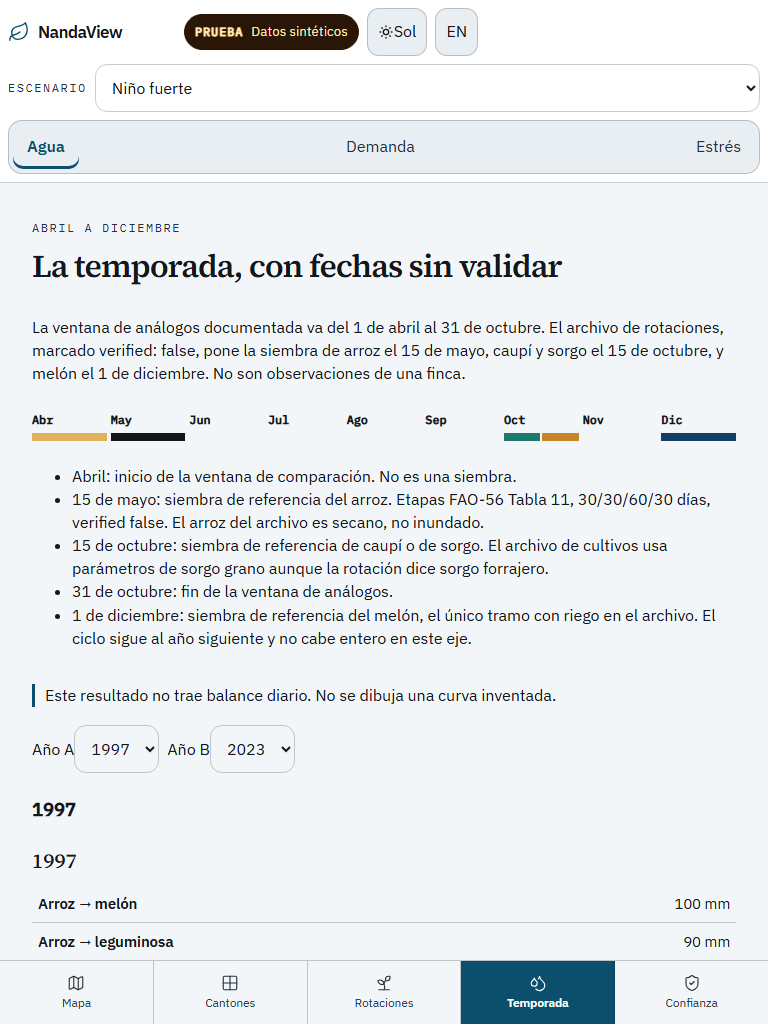 NandaView
PRUEBA Datos sintéticos
Sol
EN
ESCENARIO
Niño fuerte
Agua
Demanda
Estrés
ABRIL A DICIEMBRE
La temporada, con fechas sin validar
La ventana de análogos documentada va del 1 de abril al 31 de octubre. El archivo de rotaciones,
marcado verified: false, pone la siembra de arroz el 15 de mayo, caupí y sorgo el 15 de octubre, y
melón el 1 de diciembre. No son observaciones de una finca.
Abr May Jun Jul Ago Sep Oct Nov Dic
• Abril: inicio de la ventana de comparación. No es una siembra.
• 15 de mayo: siembra de referencia del arroz. Etapas FAO-56 Tabla 11, 30/30/60/30 días,
verified false. El arroz del archivo es secano, no inundado.
• 15 de octubre: siembra de referencia de caupí o de sorgo. El archivo de cultivos usa
parámetros de sorgo grano aunque la rotación dice sorgo forrajero.
• 31 de octubre: fin de la ventana de análogos.
• 1 de diciembre: siembra de referencia del melón, el único tramo con riego en el archivo. El
ciclo sigue al año siguiente y no cabe entero en este eje.
Este resultado no trae balance diario. No se dibuja una curva inventada.
Año A 1997 Año B 2023
1997
1997
Arroz → melón 100 mm
Arroz → leguminosa 90 mm
Mapa
Cantones
Rotaciones
Temporada
Confianza